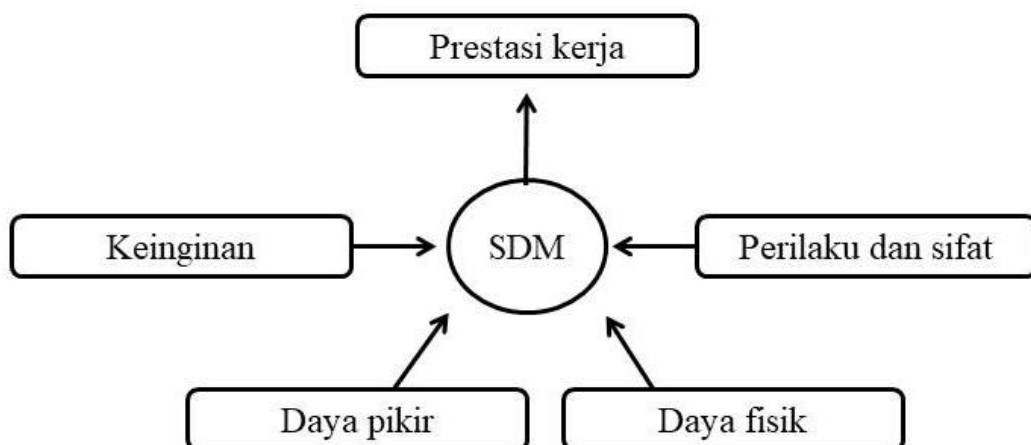 Prestasi kerja
Keinginan
SDM
Perilaku dan sifat
Daya pikir
Daya fisik